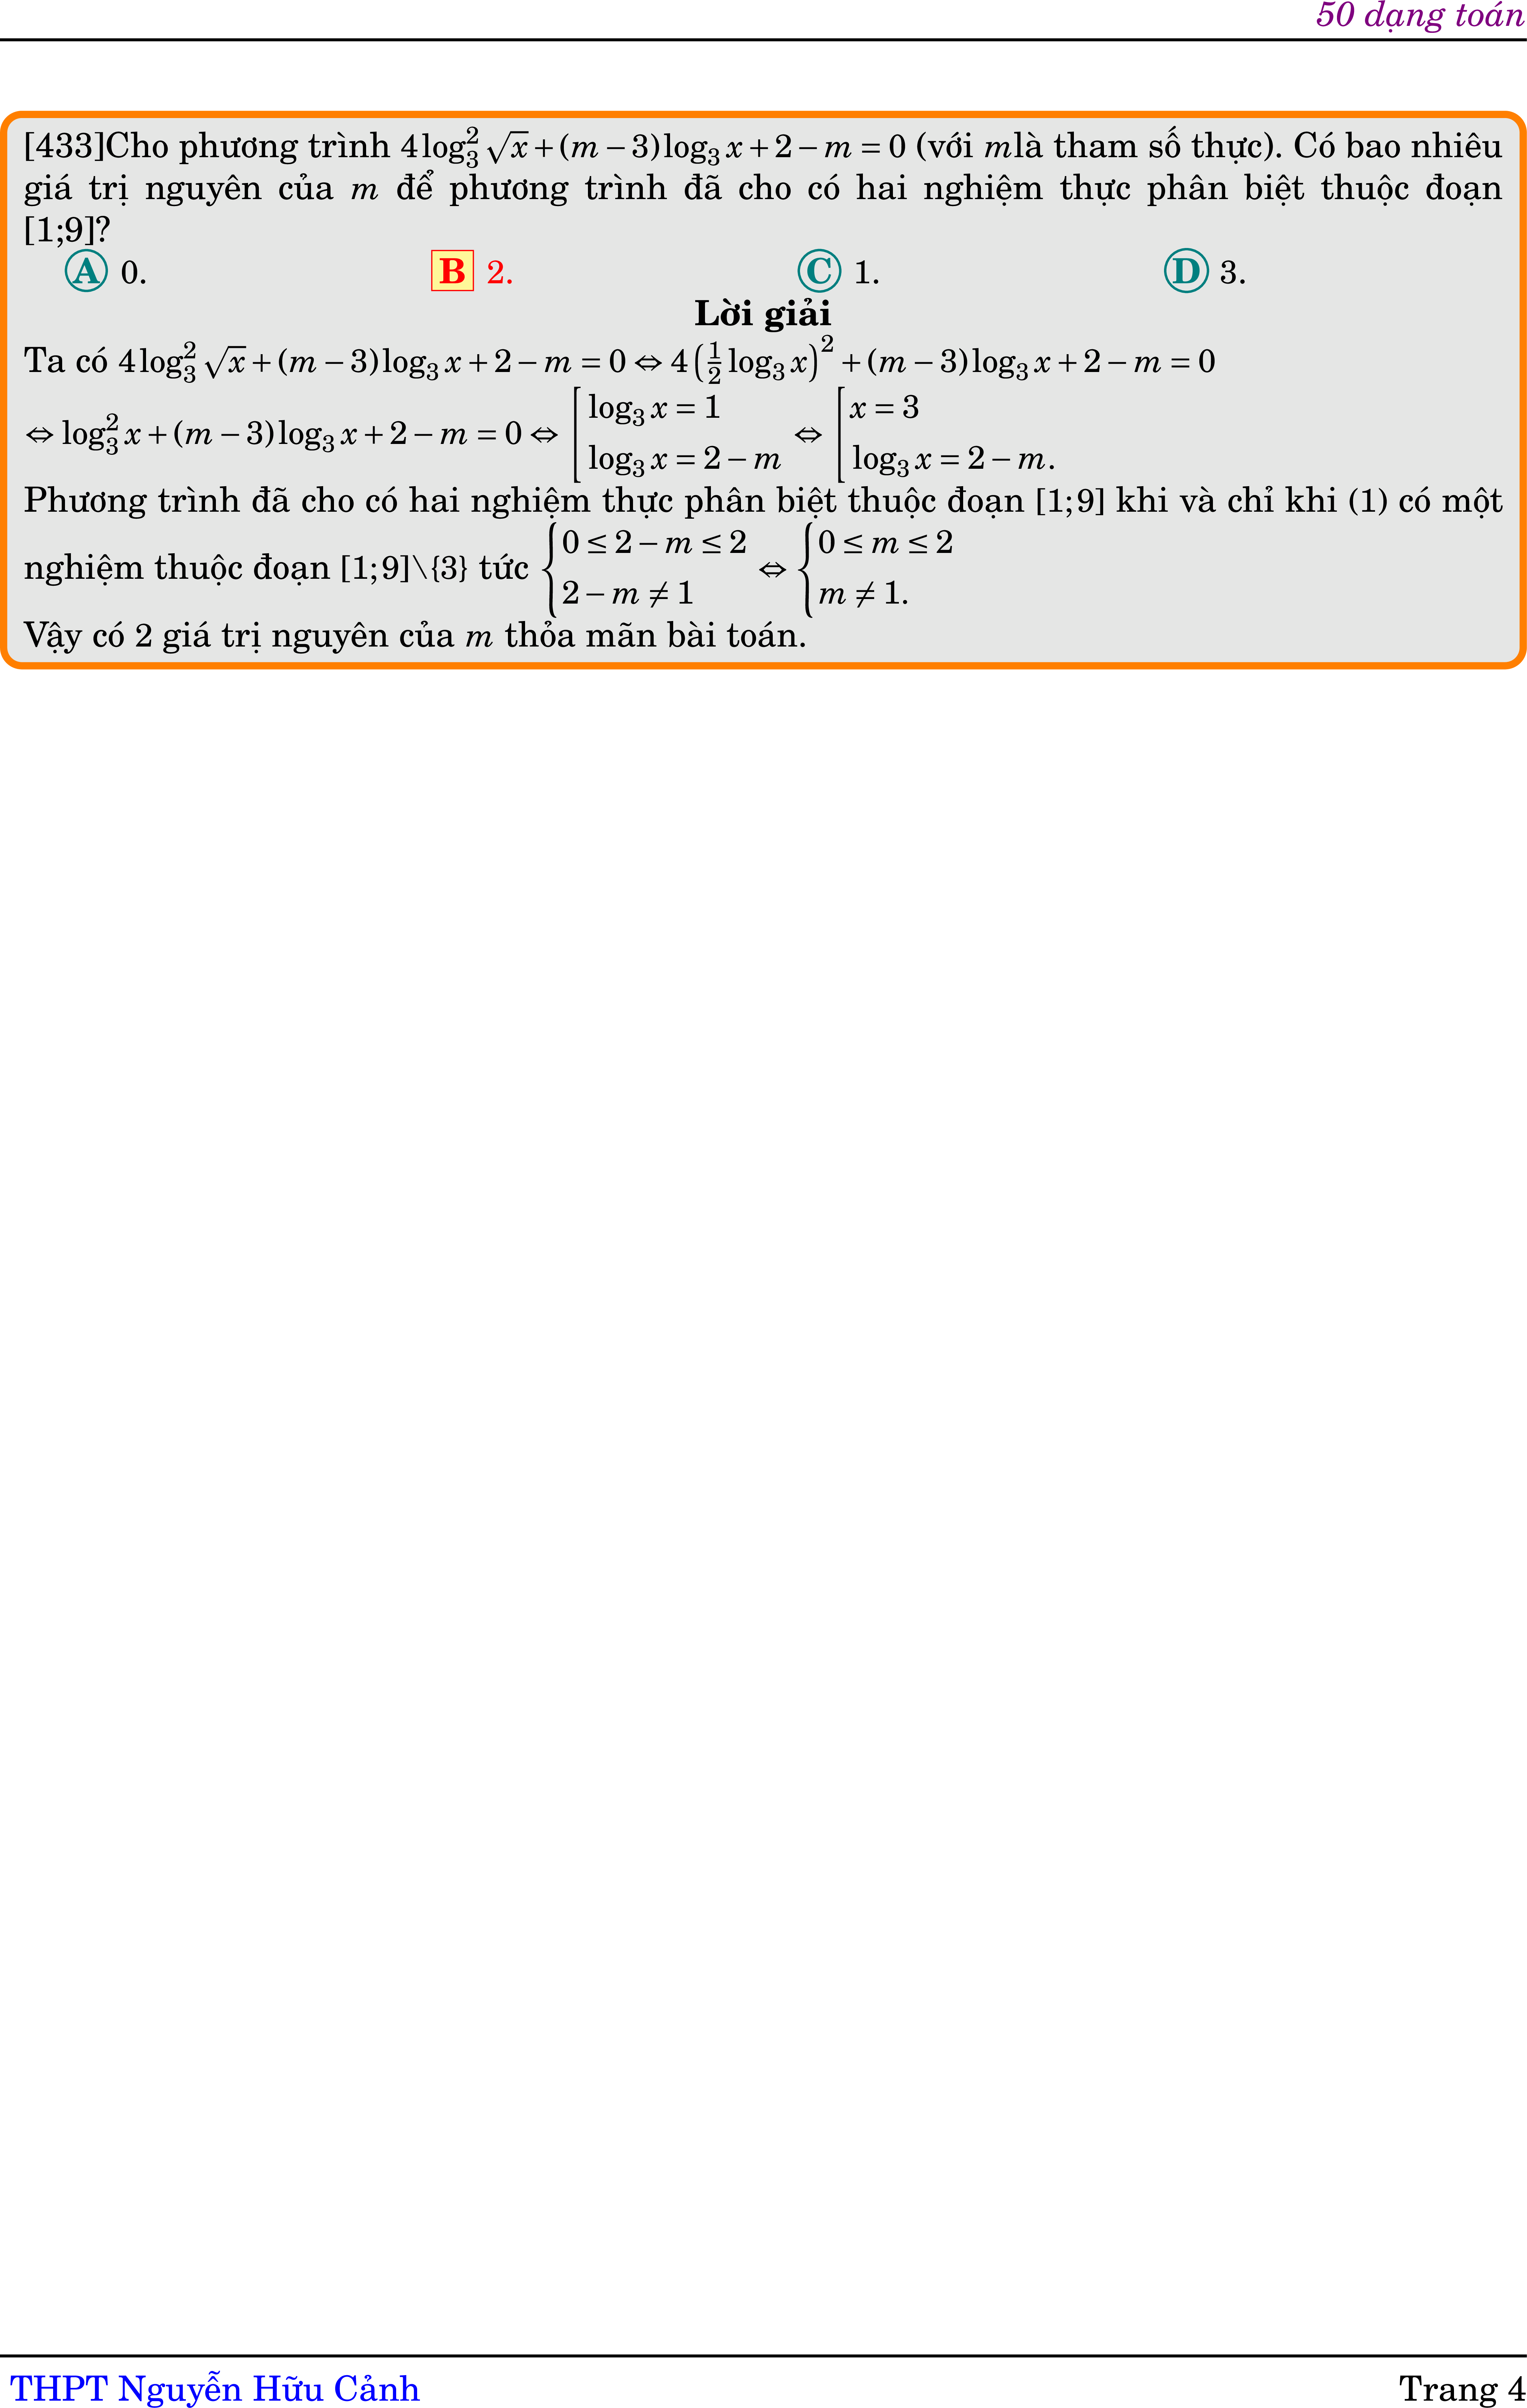 50 dạng toán
[433]Cho phương trình $4\log_3^2\sqrt{x}+(m-3)\log_3 x+2-m=0$ (với $m$là tham số thực). Có bao nhiêu
giá trị nguyên của $m$ để phương trình đã cho có hai nghiệm thực phân biệt thuộc đoạn
[1;9]?
A 0. B 2. C 1. D 3.
Lời giải
Ta có $4\log_3^2\sqrt{x}+(m-3)\log_3 x+2-m=0 \Leftrightarrow 4\left(\frac{1}{2}\log_3 x\right)^2+(m-3)\log_3 x+2-m=0$
$\Leftrightarrow \log_3^2 x+(m-3)\log_3 x+2-m=0 \Leftrightarrow \left[\begin{array}{l}\log_3 x=1\\ \log_3 x=2-m\end{array}\right. \Leftrightarrow \left[\begin{array}{l}x=3\\ \log_3 x=2-m.\end{array}\right.$
Phương trình đã cho có hai nghiệm thực phân biệt thuộc đoạn [1;9] khi và chỉ khi (1) có một
nghiệm thuộc đoạn $[1;9]\backslash\{3\}$ tức $\left\{\begin{array}{l}0\le 2-m\le 2\\ 2-m\ne 1\end{array}\right. \Leftrightarrow \left\{\begin{array}{l}0\le m\le 2\\ m\ne 1.\end{array}\right.$
Vậy có 2 giá trị nguyên của $m$ thỏa mãn bài toán.
THPT Nguyễn Hữu Cảnh Trang 4